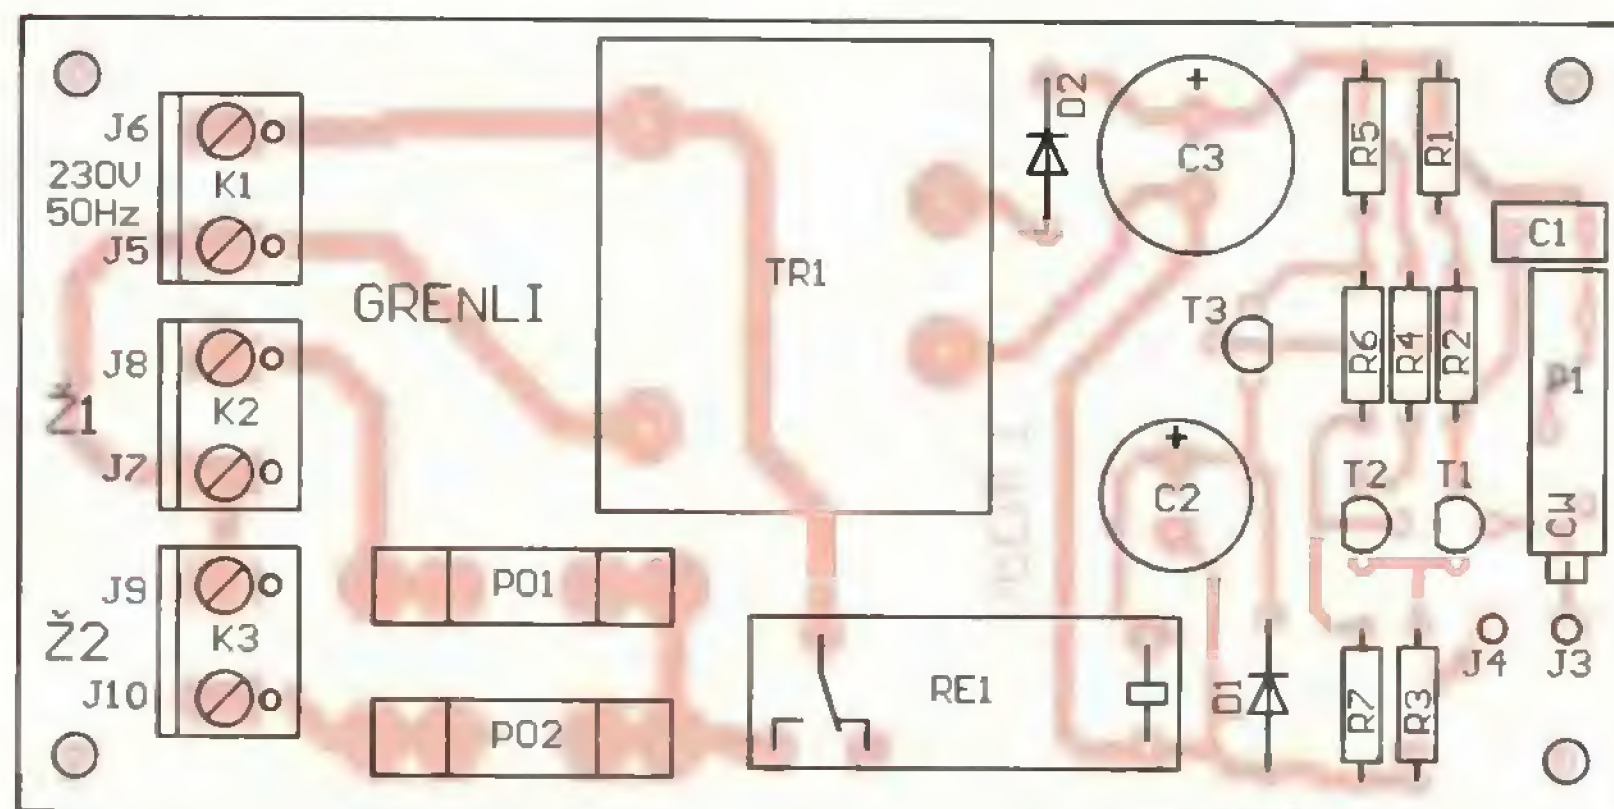 J6
230V
50Hz
J5
K1
GRENLI
J8
Ž1
K2
J7
J9
Ž2
K3
J10
PO1
PO2
TR1
RE1
D2
C3
R5
R1
C1
T3
R6
R4
R2
P1
C2
T2
T1
CW
D1
R7
R3
J4
J3